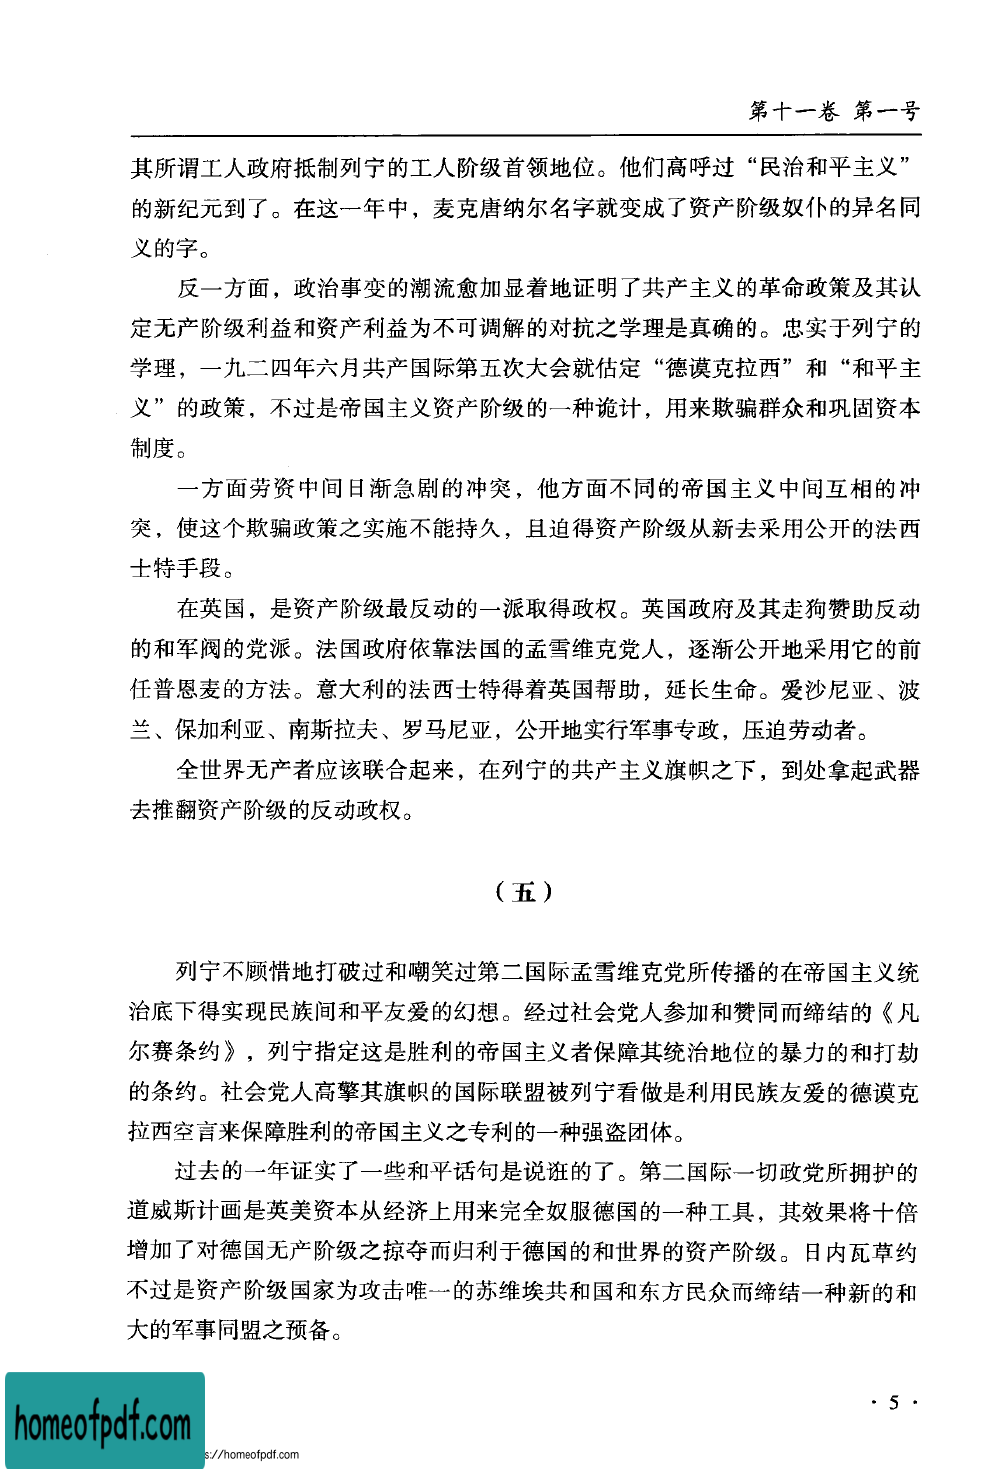 第十一卷 第一号
其所谓工人政府抵制列宁的工人阶级首领地位。他们高呼过“民治和平主义”
的新纪元到了。在这一年中，麦克唐纳尔名字就变成了资产阶级奴仆的异名同
义的字。
反一方面，政治事变的潮流愈加显着地证明了共产主义的革命政策及其认
定无产阶级利益和资产利益为不可调解的对抗之学理是真确的。忠实于列宁的
学理，一九二四年六月共产国际第五次大会就估定“德谟克拉西”和“和平主
义”的政策，不过是帝国主义资产阶级的一种诡计，用来欺骗群众和巩固资本
制度。
一方面劳资中间日渐急剧的冲突，他方面不同的帝国主义中间互相的冲
突，使这个欺骗政策之实施不能持久，且迫得资产阶级从新去采用公开的法西
士特手段。
在英国，是资产阶级最反动的一派取得政权。英国政府及其走狗赞助反动
的和军阀的党派。法国政府依靠法国的孟雪维克党人，逐渐公开地采用它的前
任普恩麦的方法。意大利的法西士特得着英国帮助，延长生命。爱沙尼亚、波
兰、保加利亚、南斯拉夫、罗马尼亚，公开地实行军事专政，压迫劳动者。
全世界无产者应该联合起来，在列宁的共产主义旗帜之下，到处拿起武器
去推翻资产阶级的反动政权。
（五）
列宁不顾惜地打破过和嘲笑过第二国际孟雪维克党所传播的在帝国主义统
治底下得实现民族间和平友爱的幻想。经过社会党人参加和赞同而缔结的《凡
尔赛条约》，列宁指定这是胜利的帝国主义者保障其统治地位的暴力的和打劫
的条约。社会党人高擎其旗帜的国际联盟被列宁看做是利用民族友爱的德谟克
拉西空言来保障胜利的帝国主义之专利的一种强盗团体。
过去的一年证实了一些和平话句是说诳的了。第二国际一切政党所拥护的
道威斯计画是英美资本从经济上用来完全奴服德国的一种工具，其效果将十倍
增加了对德国无产阶级之掠夺而归利于德国的和世界的资产阶级。日内瓦草约
不过是资产阶级国家为攻击唯一的苏维埃共和国和东方民众而缔结一种新的和
大的军事同盟之预备。
· 5 ·
homeofpdf.com
s://homeofpdf.com